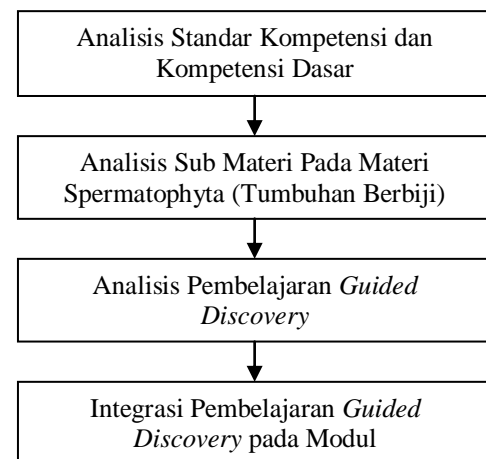 Analisis Standar Kompetensi dan
Kompetensi Dasar
Analisis Sub Materi Pada Materi
Spermatophyta (Tumbuhan Berbiji)
Analisis Pembelajaran Guided
Discovery
Integrasi Pembelajaran Guided
Discovery pada Modul